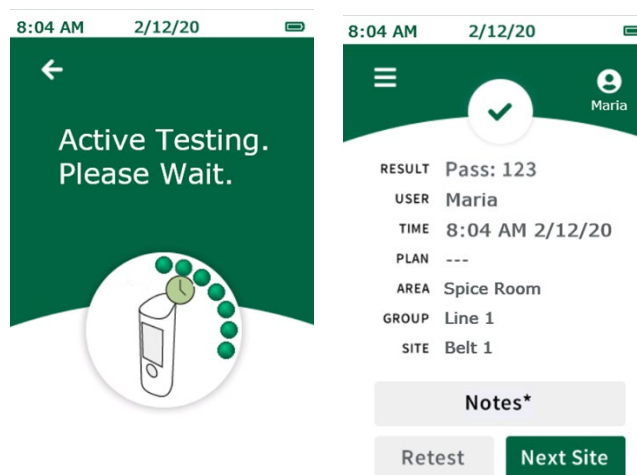 8:04 AM 2/12/20
Active Testing.
Please Wait.
8:04 AM 2/12/20
Maria
RESULT Pass: 123
USER Maria
TIME 8:04 AM 2/12/20
PLAN ---
AREA Spice Room
GROUP Line 1
SITE Belt 1
Notes*
Retest Next Site